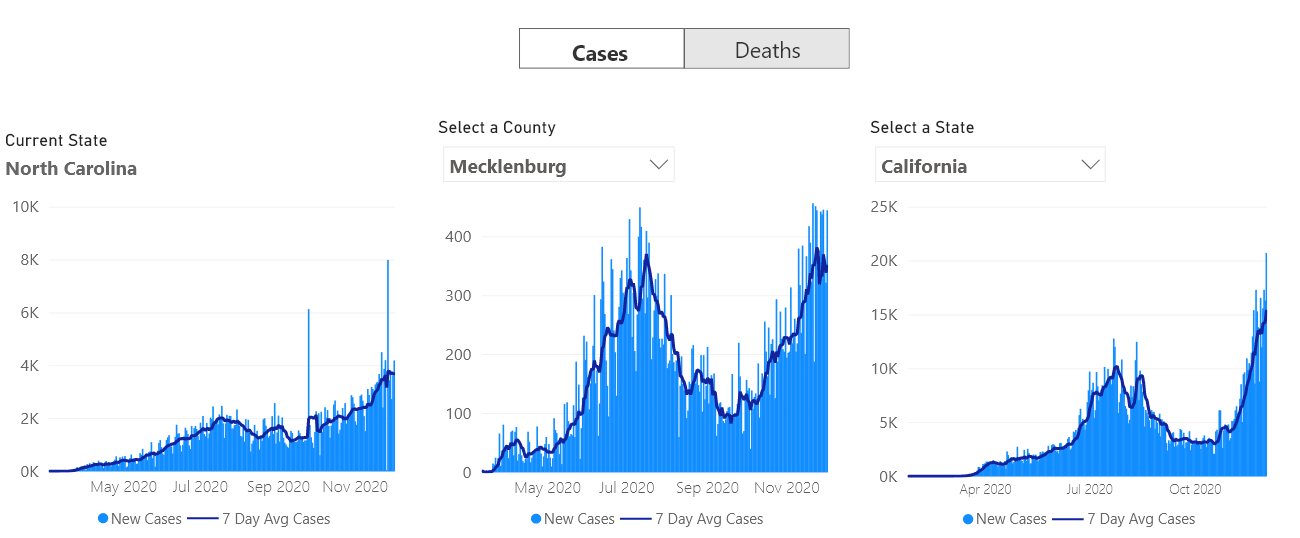 Cases Deaths
Current State
North Carolina
10K
8K
6K
4K
2K
0K
May 2020 Jul 2020 Sep 2020 Nov 2020
New Cases 7 Day Avg Cases
Select a County
Mecklenburg
400
300
200
100
0
May 2020 Jul 2020 Sep 2020 Nov 2020
New Cases 7 Day Avg Cases
Select a State
California
25K
20K
15K
10K
5K
0K
Apr 2020 Jul 2020 Oct 2020
New Cases 7 Day Avg Cases